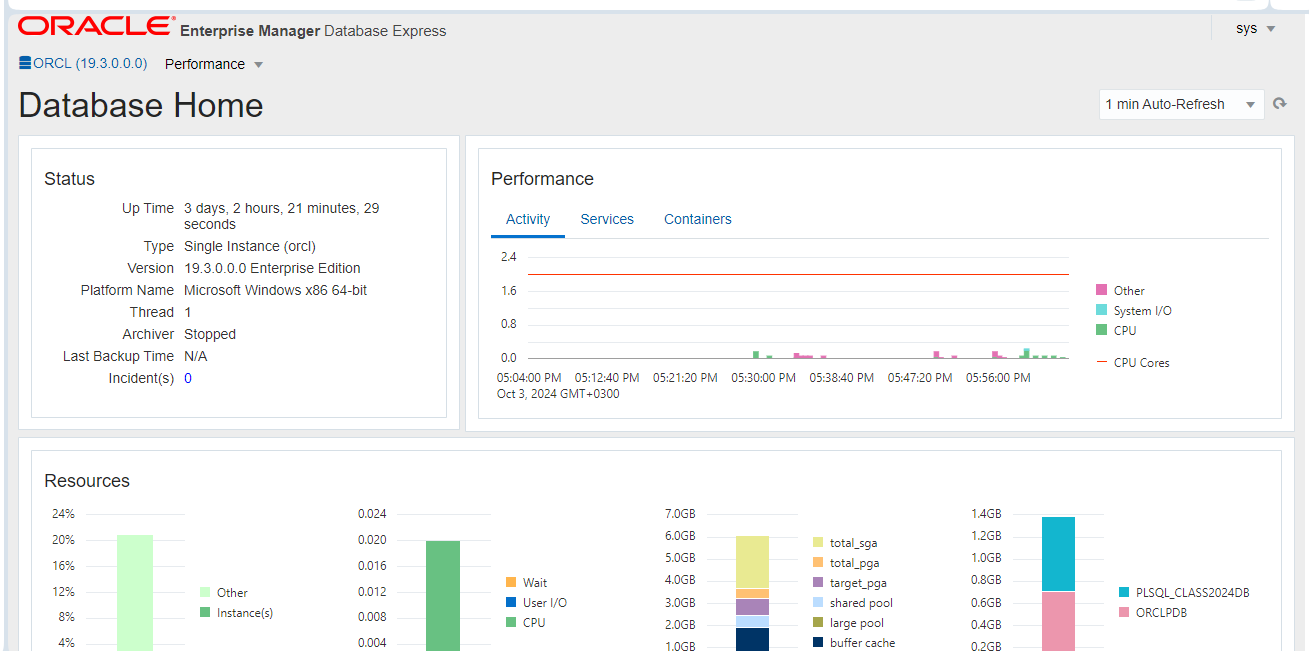 ORACLE Enterprise Manager Database Express
sys
ORCL (19.3.0.0.0) Performance
Database Home
1 min Auto-Refresh
Status
Up Time 3 days, 2 hours, 21 minutes, 29
seconds
Type Single Instance (orcl)
Version 19.3.0.0.0 Enterprise Edition
Platform Name Microsoft Windows x86 64-bit
Thread 1
Archiver Stopped
Last Backup Time N/A
Incident(s) 0
Performance
Activity Services Containers
2.4
1.6
0.8
0.0
05:04:00 PM 05:12:40 PM 05:21:20 PM 05:30:00 PM 05:38:40 PM 05:47:20 PM 05:56:00 PM
Oct 3, 2024 GMT+0300
Other
System I/O
CPU
CPU Cores
Resources
24%
20%
16%
12%
8%
4%
Other
Instance(s)
0.024
0.020
0.016
0.012
0.008
0.004
Wait
User I/O
CPU
7.0GB
6.0GB
5.0GB
4.0GB
3.0GB
2.0GB
1.0GB
total_sga
total_pga
target_pga
shared pool
large pool
buffer cache
1.4GB
1.2GB
1.0GB
0.8GB
0.6GB
0.4GB
0.2GB
PLSQL_CLASS2024DB
ORCLPDB